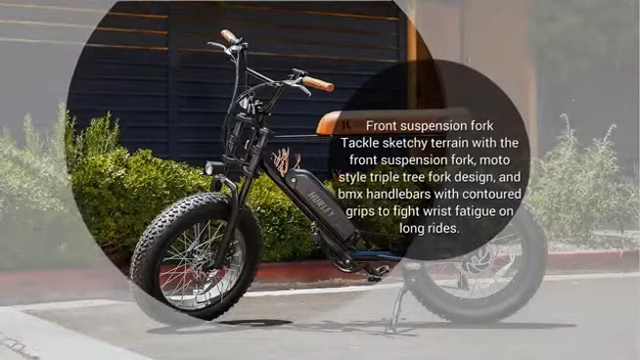 Front suspension fork
Tackle sketchy terrain with the
front suspension fork, moto
style triple tree fork design, and
bmx handlebars with contoured
grips to fight wrist fatigue on
long rides.
HURLEY